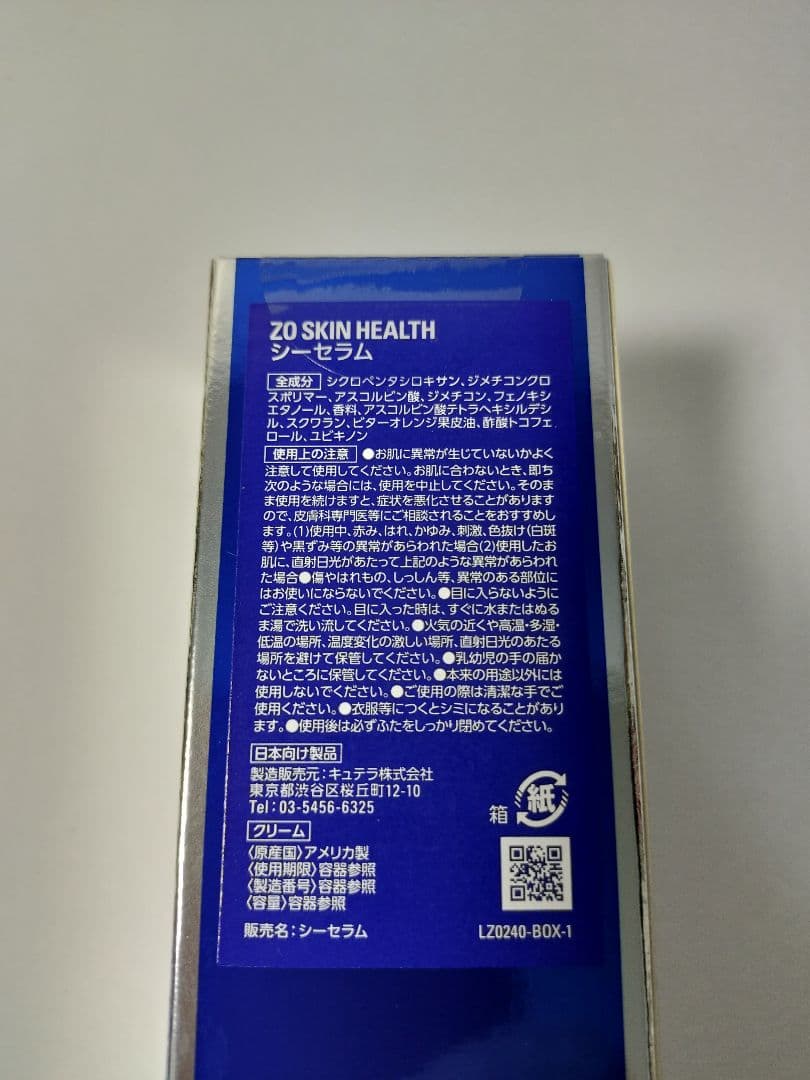 ZO SKIN HEALTH
シーセラム
全成分 シクロペンタシロキサン、ジメチコンクロ
スポリマー、アスコルビン酸、ジメチコン、フェノキシ
エタノール、香料、アスコルビン酸テトラヘキシルデシ
ル、スクワラン、ビターオレンジ果皮油、酢酸トコフェ
ロール、ユビキノン
使用上の注意 ●お肌に異常が生じていないかよく
注意して使用してください。お肌に合わないとき、即ち
次のような場合には、使用を中止してください。そのま
ま使用を続けますと、症状を悪化させることがあります
ので、皮膚科専門医等にご相談されることをおすすめし
ます。(1)使用中、赤み、はれ、かゆみ、刺激、色抜け(白斑
等)や黒ずみ等の異常があらわれた場合(2)使用したお
肌に、直射日光があたって上記のような異常があらわれ
た場合●傷やはれもの、しっしん等、異常のある部位に
はお使いにならないでください。●目に入らないように
ご注意ください。目に入った時は、すぐに水またはぬる
ま湯で洗い流してください。●火気の近くや高温・多湿・
低温の場所、温度変化の激しい場所、直射日光のあたる
場所を避けて保管してください。●乳幼児の手の届か
ないところに保管してください。●本来の用途以外には
使用しないでください。●ご使用の際は清潔な手でご
使用ください。●衣服等につくとシミになることがあり
ます。●使用後は必ずふたをしっかり閉めてください。
日本向け製品
製造販売元：キュテラ株式会社
東京都渋谷区桜丘町12-10
Tel：03-5456-6325
箱 紙
クリーム
〈原産国〉アメリカ製
〈使用期限〉容器参照
〈製造番号〉容器参照
〈容量〉容器参照
販売名：シーセラム
LZ0240-BOX-1